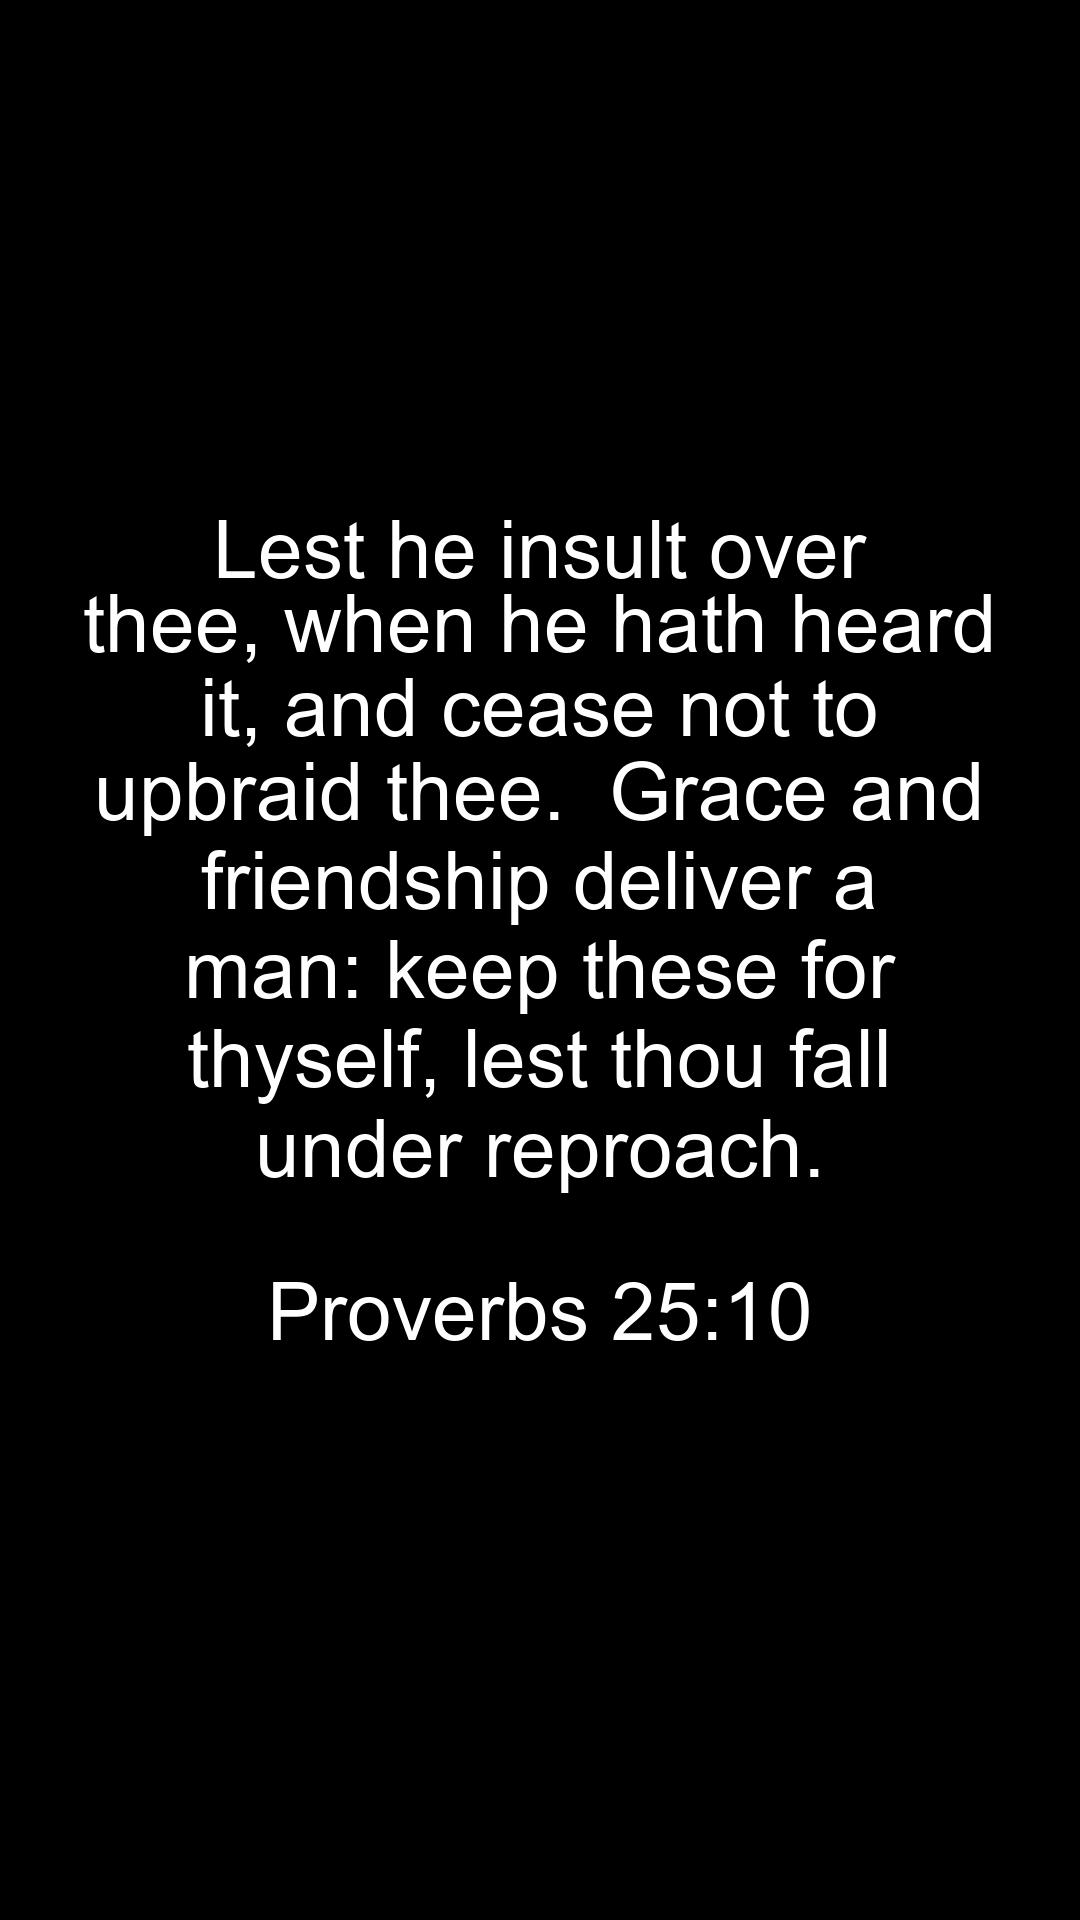 Lest he insult over
thee, when he hath heard
it, and cease not to
upbraid thee.  Grace and
friendship deliver a
man: keep these for
thyself, lest thou fall
under reproach.
Proverbs 25:10